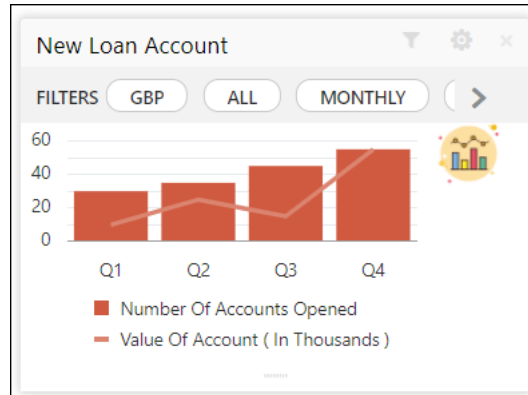 New Loan Account
FILTERS GBP ALL MONTHLY
60
40
20
0
Q1 Q2 Q3 Q4
Number Of Accounts Opened
Value Of Account ( In Thousands )